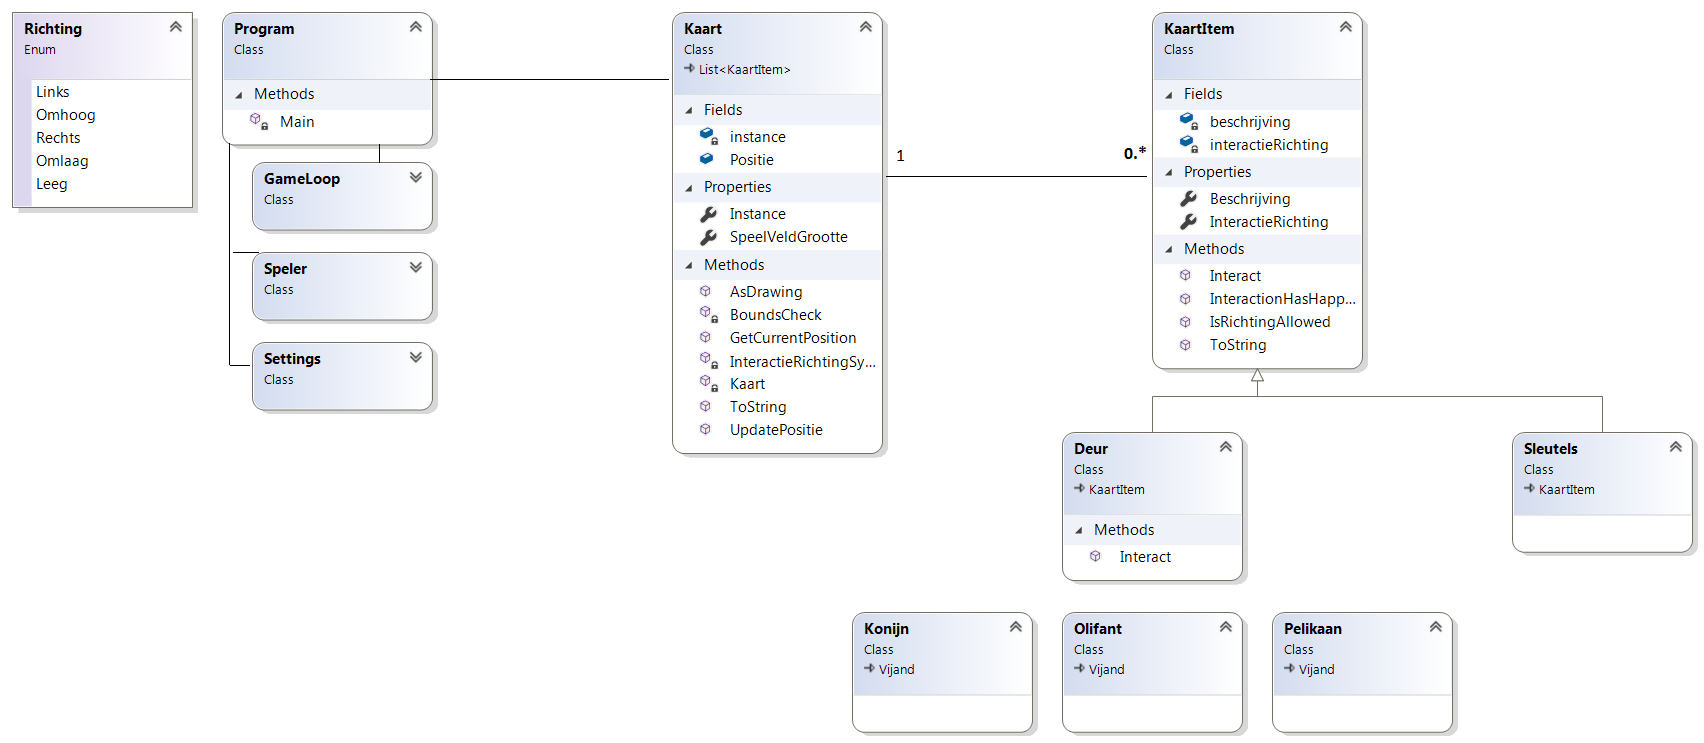 Richting
Enum
Links
Omhoog
Rechts
Omlaag
Leeg
Program
Class
Methods
Main
GameLoop
Class
Speler
Class
Settings
Class
Kaart
Class
List<KaartItem>
Fields
instance
Positie
Properties
Instance
SpeelVeldGrootte
Methods
AsDrawing
BoundsCheck
GetCurrentPosition
InteractieRichtingSy...
Kaart
ToString
UpdatePositie
1
0.*
KaartItem
Class
Fields
beschrijving
interactieRichting
Properties
Beschrijving
InteractieRichting
Methods
Interact
InteractionHasHapp...
IsRichtingAllowed
ToString
Deur
Class
KaartItem
Methods
Interact
Sleutels
Class
KaartItem
Konijn
Class
Vijand
Olifant
Class
Vijand
Pelikaan
Class
Vijand